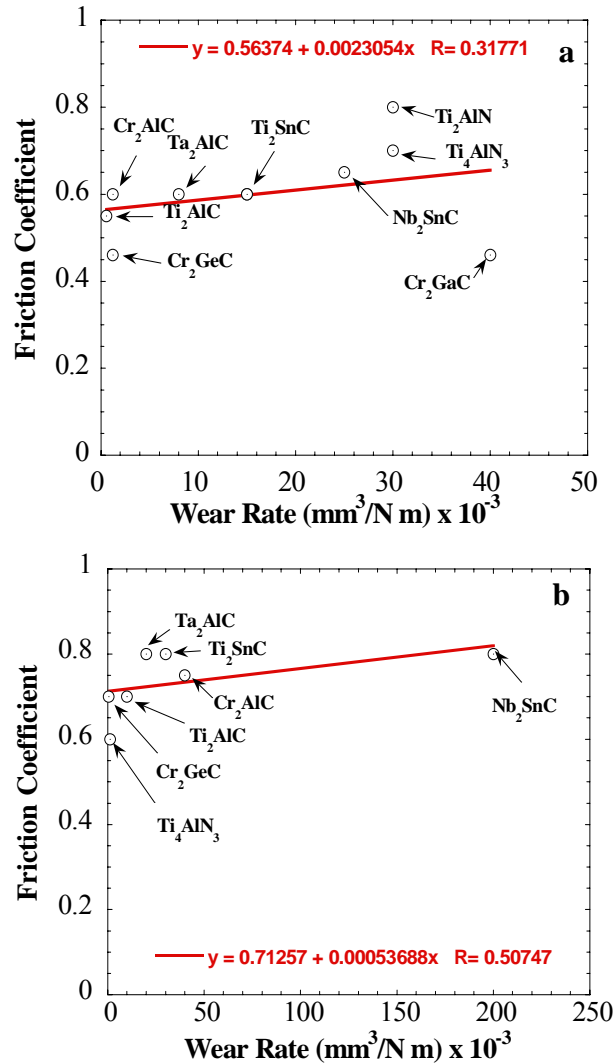 y = 0.56374 + 0.0023054x R= 0.31771
a
1
0.8
0.6
0.4
0.2
0
Friction Coefficient
Cr2AlC
Ta2AlC
Ti2SnC
Ti2AlN
Ti4AlN3
Ti2AlC
Nb2SnC
Cr2GeC
Cr2GaC
0 10 20 30 40 50
Wear Rate (mm3/N m) x 10-3
b
1
0.8
0.6
0.4
0.2
0
Friction Coefficient
Ta2AlC
Ti2SnC
Cr2AlC
Nb2SnC
Ti2AlC
Cr2GeC
Ti4AlN3
y = 0.71257 + 0.00053688x R= 0.50747
0 50 100 150 200 250
Wear Rate (mm3/N m) x 10-3